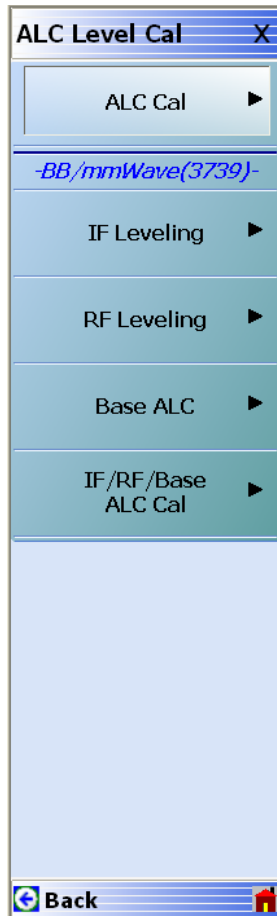 ALC Level Cal X
ALC Cal
-BB/mmWave(3739)-
IF Leveling
RF Leveling
Base ALC
IF/RF/Base
ALC Cal
Back